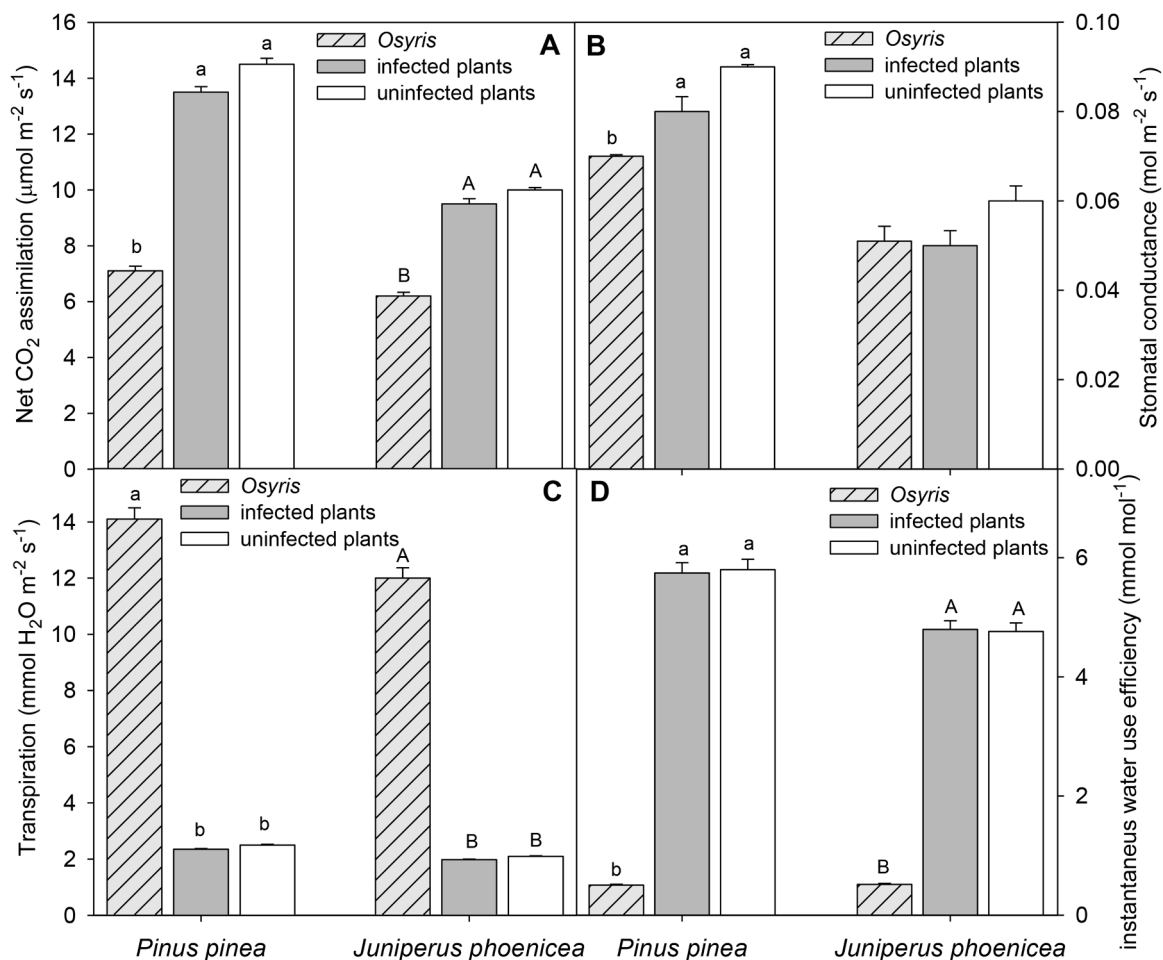 Net CO2 assimilation (μmol m-2 s-1)
16
14
12
10
8
6
4
2
0
A
Osyris
infected plants
uninfected plants
b
a
a
B
A
A
B
Osyris
infected plants
uninfected plants
b
a
a
0.10
0.08
0.06
0.04
0.02
0.00
Stomatal conductance (mol m-2 s-1)
Transpiration (mmol H2O m-2 s-1)
14
12
10
8
6
4
2
0
C
Osyris
infected plants
uninfected plants
a
b
b
A
B
B
Pinus pinea
Juniperus phoenicea
D
Osyris
infected plants
uninfected plants
b
a
a
B
A
A
6
4
2
0
instantaneus water use efficiency (mmol mol-1)
Pinus pinea
Juniperus phoenicea